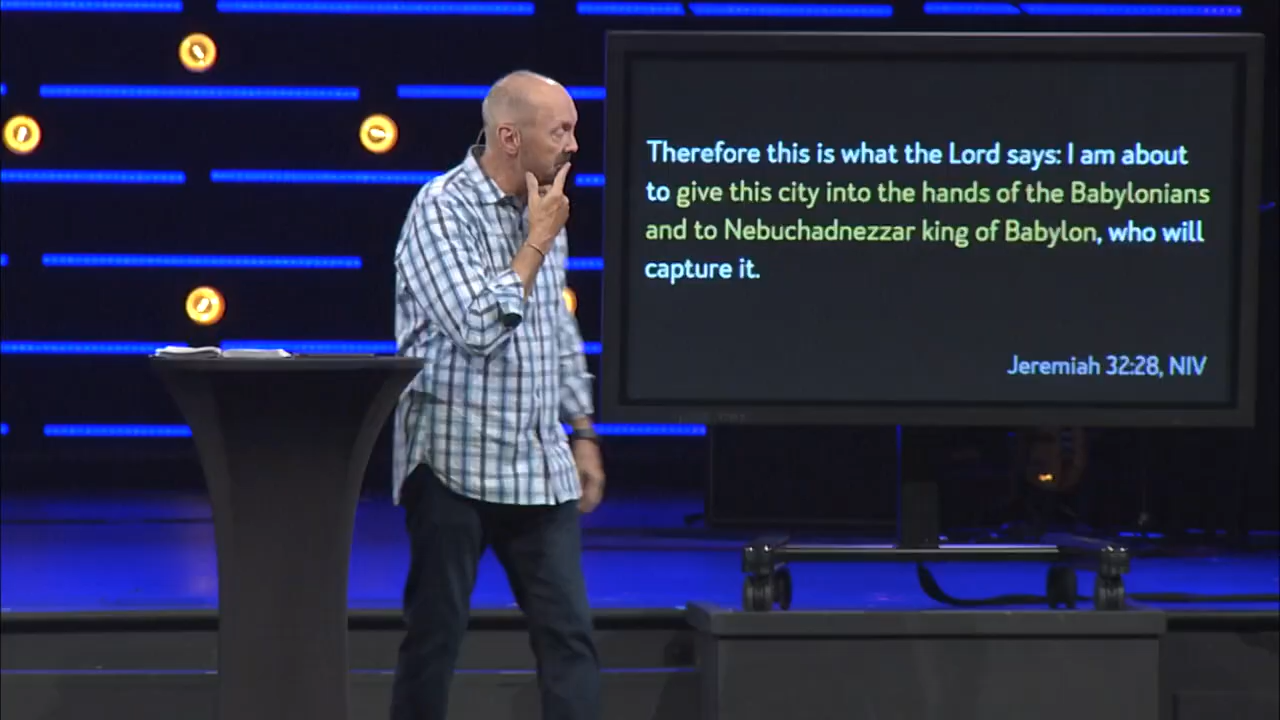 Therefore this is what the Lord says: I am about
to give this city into the hands of the Babylonians
and to Nebuchadnezzar king of Babylon, who will
capture it.
Jeremiah 32:28, NIV